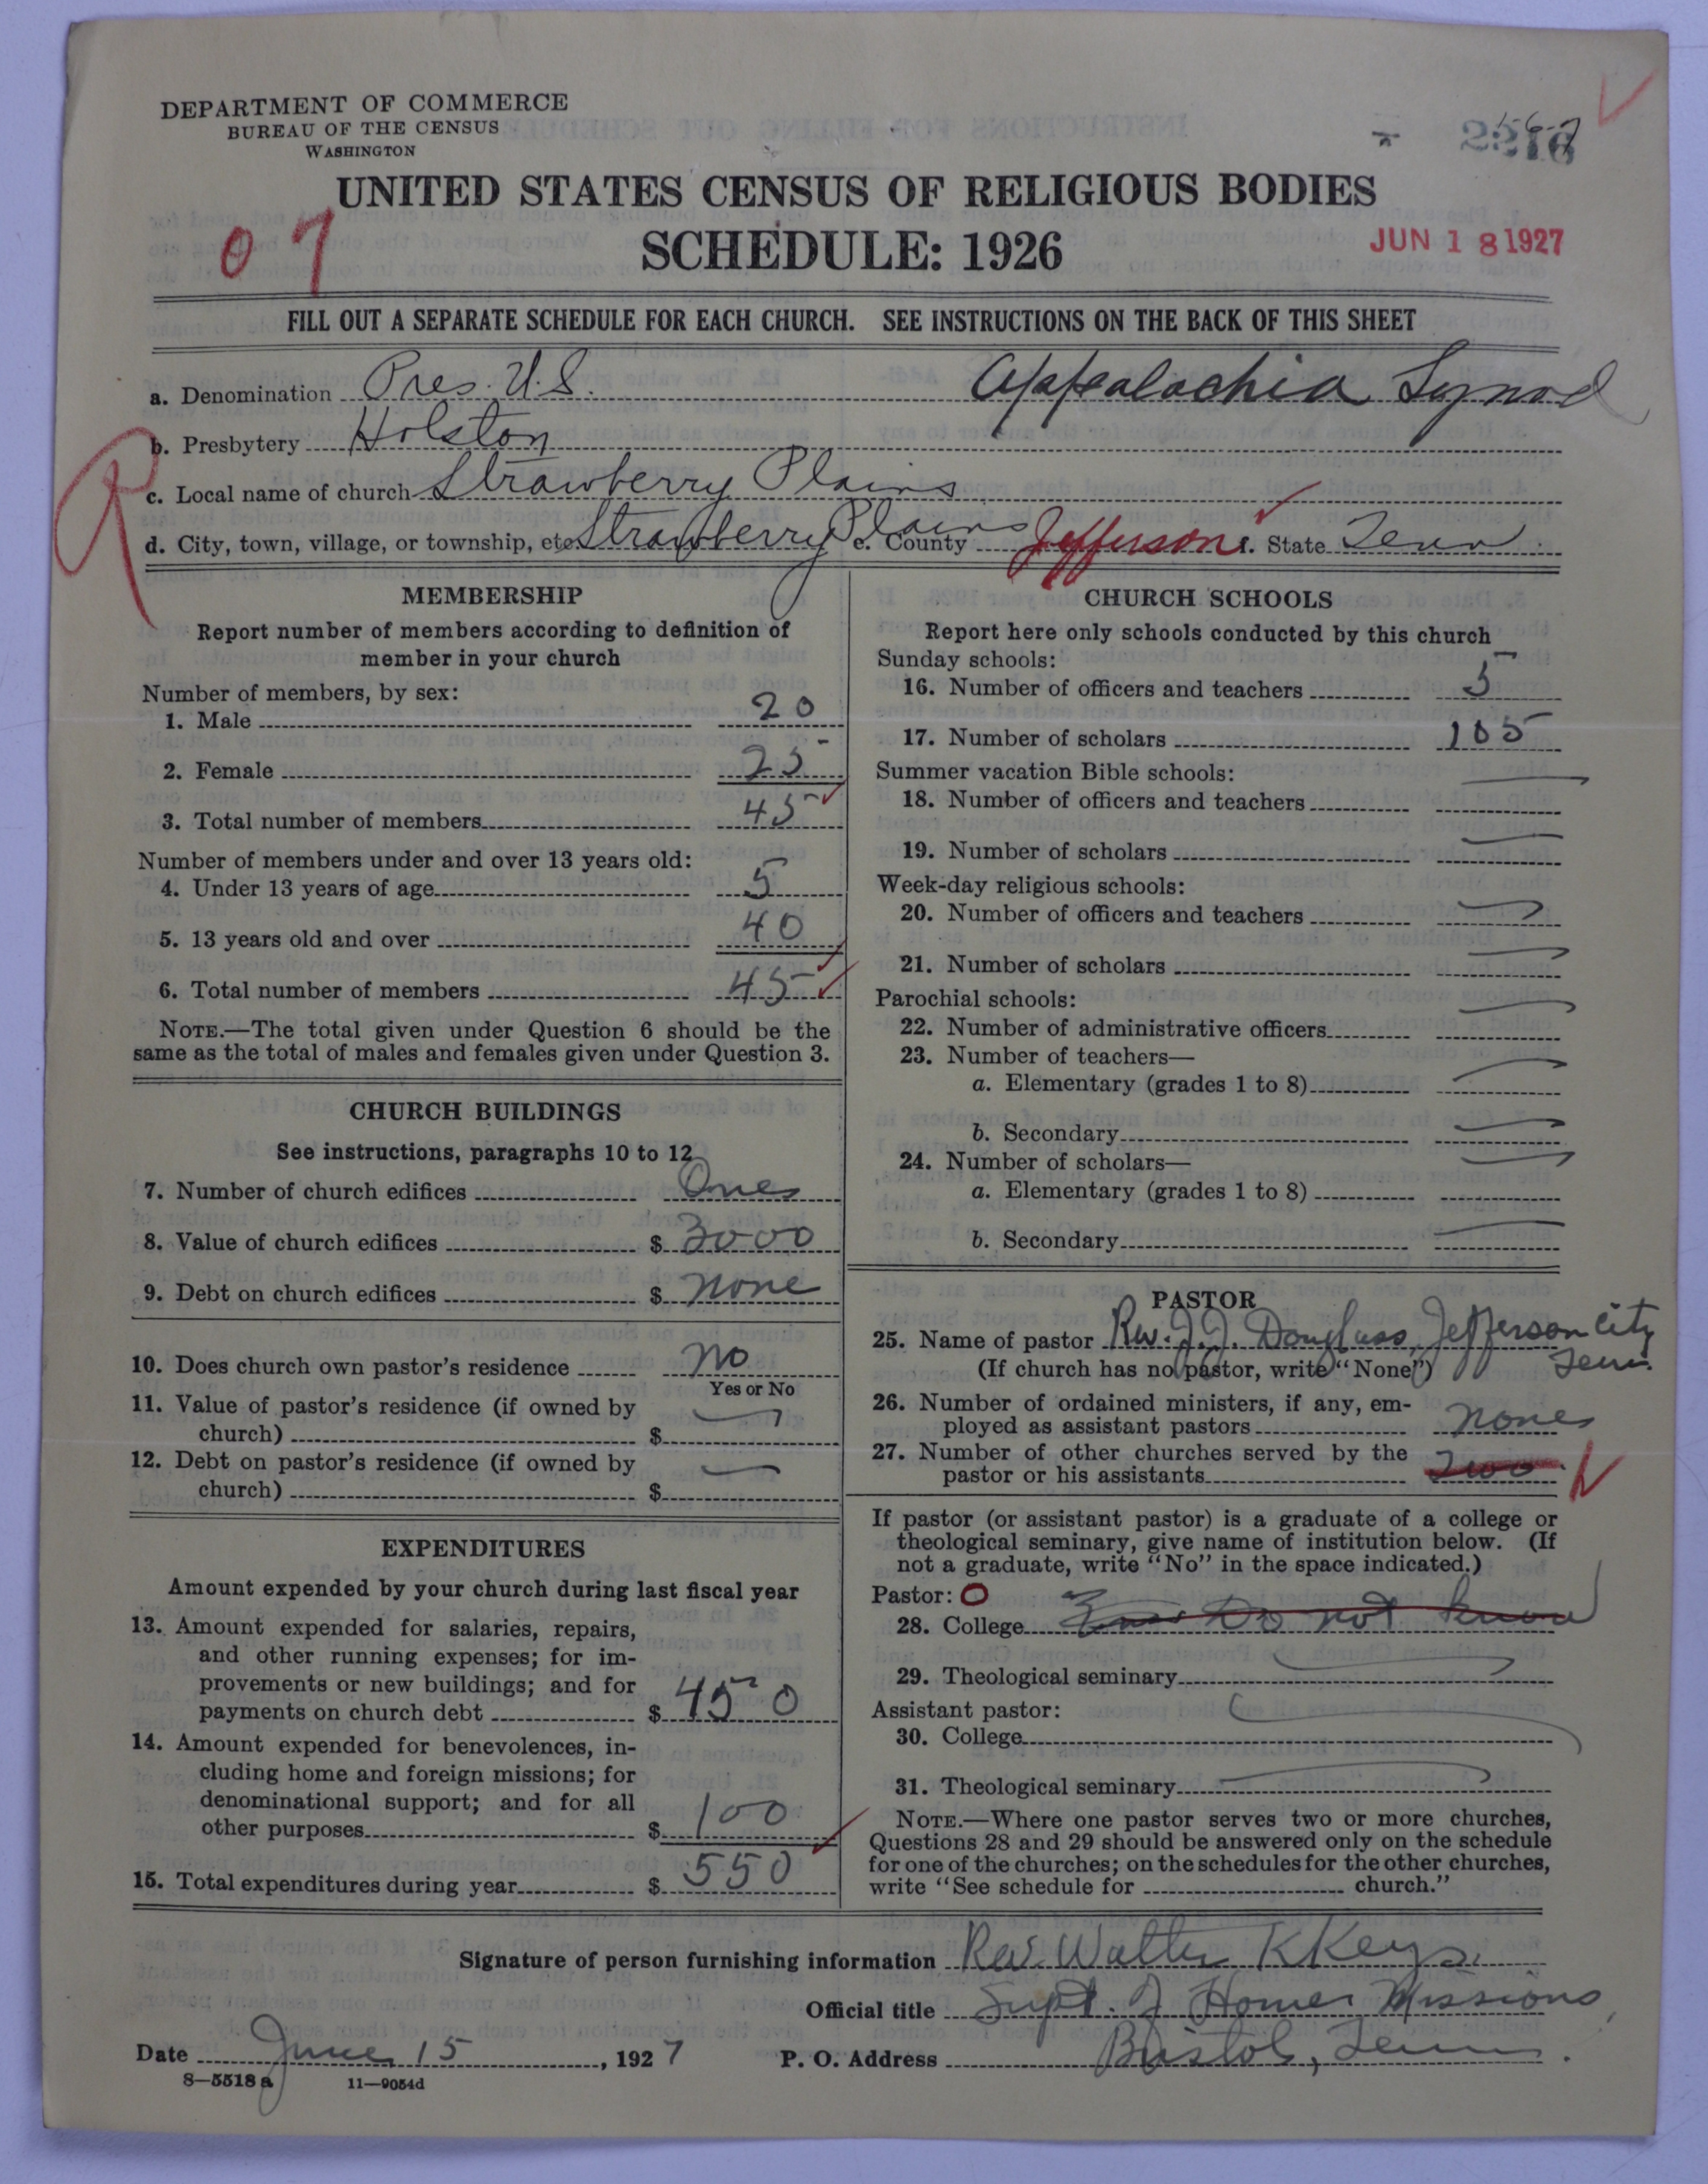 DEPARTMENT OF COMMERCE
BUREAU OF THE CENSUS
WASHINGTON
2216
UNITED STATES CENSUS OF RELIGIOUS BODIES
SCHEDULE: 1926
07
JUN 18 1927
FILL OUT A SEPARATE SCHEDULE FOR EACH CHURCH. SEE INSTRUCTIONS ON THE BACK OF THIS SHEET
a. Denomination Pres. U.S. Appalachia Synod
R
b. Presbytery Holston
c. Local name of church Strawberry Plains
d. City, town, village, or township, etc. Strawberry Plains e. County Jefferson f. State Tenn.
MEMBERSHIP
Report number of members according to definition of
member in your church
Number of members, by sex:
1. Male 20
2. Female 25
3. Total number of members 45
Number of members under and over 13 years old:
4. Under 13 years of age 5
5. 13 years old and over 40
6. Total number of members 45
NOTE.—The total given under Question 6 should be the
same as the total of males and females given under Question 3.
CHURCH BUILDINGS
See instructions, paragraphs 10 to 12
7. Number of church edifices One
8. Value of church edifices $ 3000
9. Debt on church edifices $ none
10. Does church own pastor's residence No
Yes or No
11. Value of pastor's residence (if owned by
church) $ —
12. Debt on pastor's residence (if owned by
church) $ —
EXPENDITURES
Amount expended by your church during last fiscal year
13. Amount expended for salaries, repairs,
and other running expenses; for im-
provements or new buildings; and for
payments on church debt $ 450
14. Amount expended for benevolences, in-
cluding home and foreign missions; for
denominational support; and for all
other purposes $ 100
15. Total expenditures during year $ 550
CHURCH SCHOOLS
Report here only schools conducted by this church
Sunday schools:
16. Number of officers and teachers 5
17. Number of scholars 105
Summer vacation Bible schools:
18. Number of officers and teachers —
19. Number of scholars —
Week-day religious schools:
20. Number of officers and teachers —
21. Number of scholars —
Parochial schools:
22. Number of administrative officers —
23. Number of teachers—
a. Elementary (grades 1 to 8) —
b. Secondary —
24. Number of scholars—
a. Elementary (grades 1 to 8) —
b. Secondary —
PASTOR
25. Name of pastor Rev. J.J. Douglass, Jefferson City
Tenn.
(If church has no pastor, write "None")
26. Number of ordained ministers, if any, em-
ployed as assistant pastors none
27. Number of other churches served by the
pastor or his assistants Two
If pastor (or assistant pastor) is a graduate of a college or
theological seminary, give name of institution below. (If
not a graduate, write "No" in the space indicated.)
Pastor: O
28. College Do not know
29. Theological seminary —
Assistant pastor:
30. College —
31. Theological seminary —
NOTE.—Where one pastor serves two or more churches,
Questions 28 and 29 should be answered only on the schedule
for one of the churches; on the schedules for the other churches,
write "See schedule for church."
Signature of person furnishing information Rev. Walter K Keys
Official title Supt. of Home Missions,
Date June 15, 1927 P. O. Address Bristol, Tenn.
8—5518 a 11—9054d